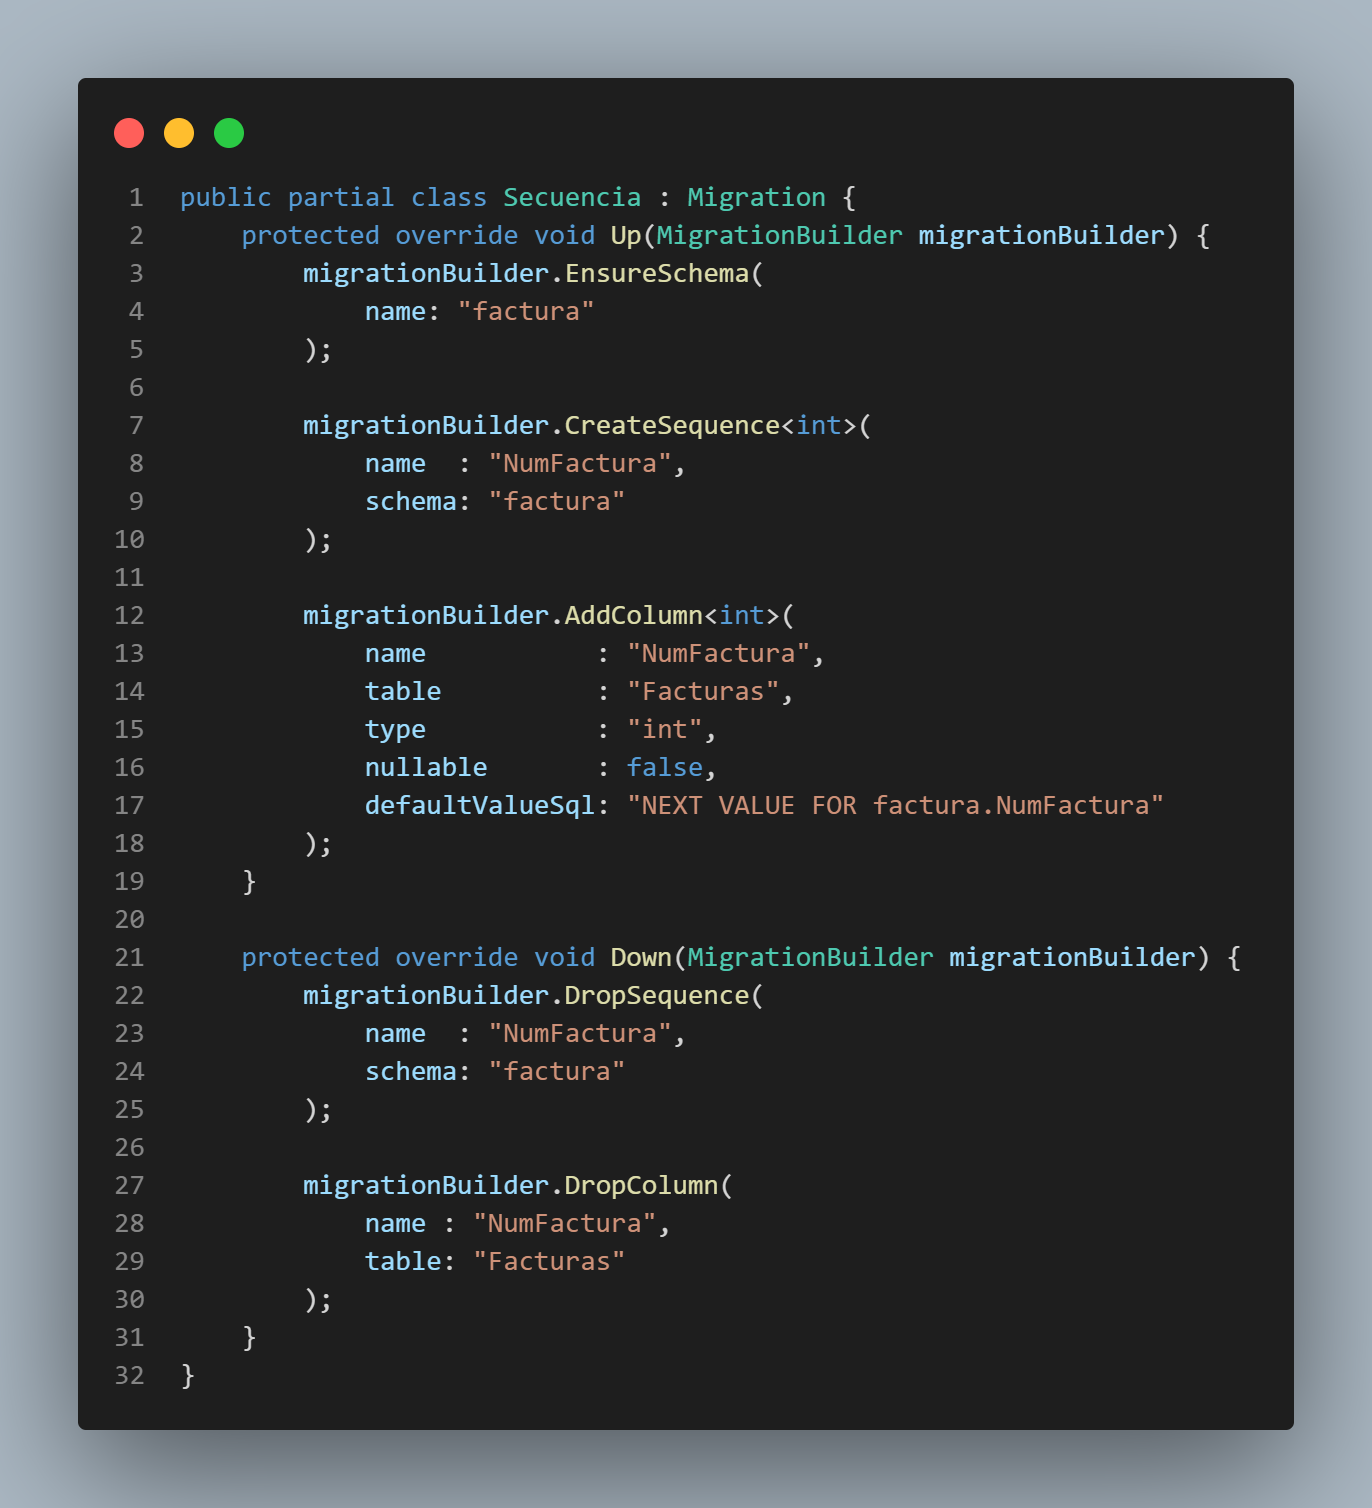 1 public partial class Secuencia : Migration {
2     protected override void Up(MigrationBuilder migrationBuilder) {
3         migrationBuilder.EnsureSchema(
4             name: "factura"
5         );
6
7         migrationBuilder.CreateSequence<int>(
8             name  : "NumFactura",
9             schema: "factura"
10         );
11
12         migrationBuilder.AddColumn<int>(
13             name           : "NumFactura",
14             table          : "Facturas",
15             type           : "int",
16             nullable       : false,
17             defaultValueSql: "NEXT VALUE FOR factura.NumFactura"
18         );
19     }
20
21     protected override void Down(MigrationBuilder migrationBuilder) {
22         migrationBuilder.DropSequence(
23             name  : "NumFactura",
24             schema: "factura"
25         );
26
27         migrationBuilder.DropColumn(
28             name : "NumFactura",
29             table: "Facturas"
30         );
31     }
32 }